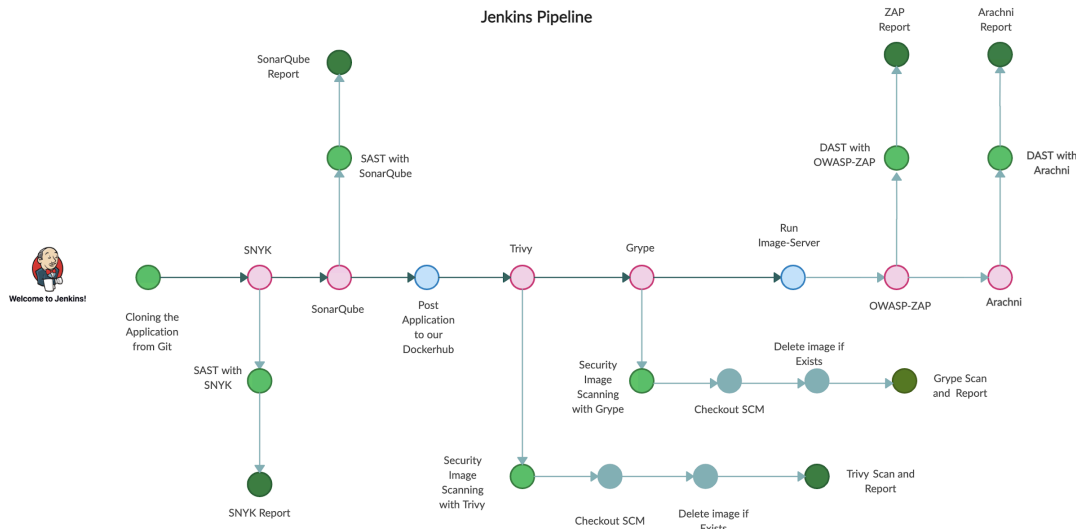 Jenkins Pipeline
ZAP
Report
Arachni
Report
SonarQube
Report
SAST with
SonarQube
DAST with
OWASP-ZAP
DAST with
Arachni
Run
Image-Server
SNYK
Trivy
Grype
Welcome to Jenkins!
Cloning the
Application
from Git
SonarQube
Post
Application
to our
Dockerhub
OWASP-ZAP
Arachni
SAST with
SNYK
Security
Image
Scanning
with Grype
Checkout SCM
Delete image if
Exists
Grype Scan
and Report
SNYK Report
Security
Image
Scanning
with Trivy
Checkout SCM
Delete image if
Exists
Trivy Scan and
Report